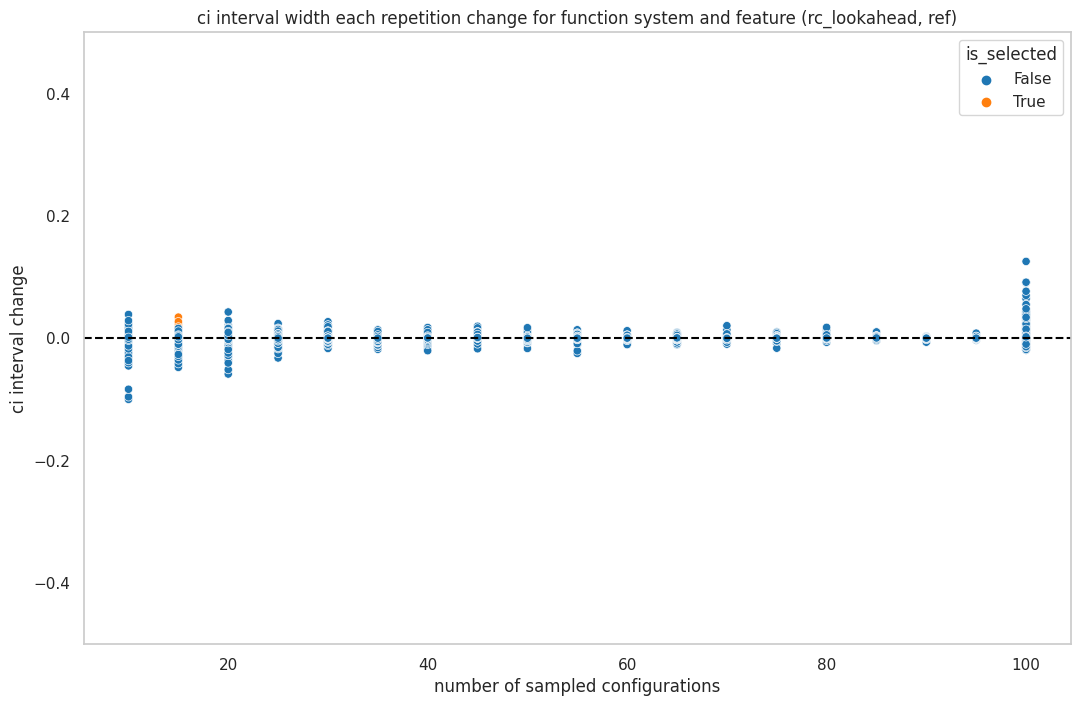 ci interval width each repetition change for function system and feature (rc_lookahead, ref)
is_selected
False
True
0.4
0.2
0.0
−0.2
−0.4
ci interval change
20
40
60
80
100
number of sampled configurations